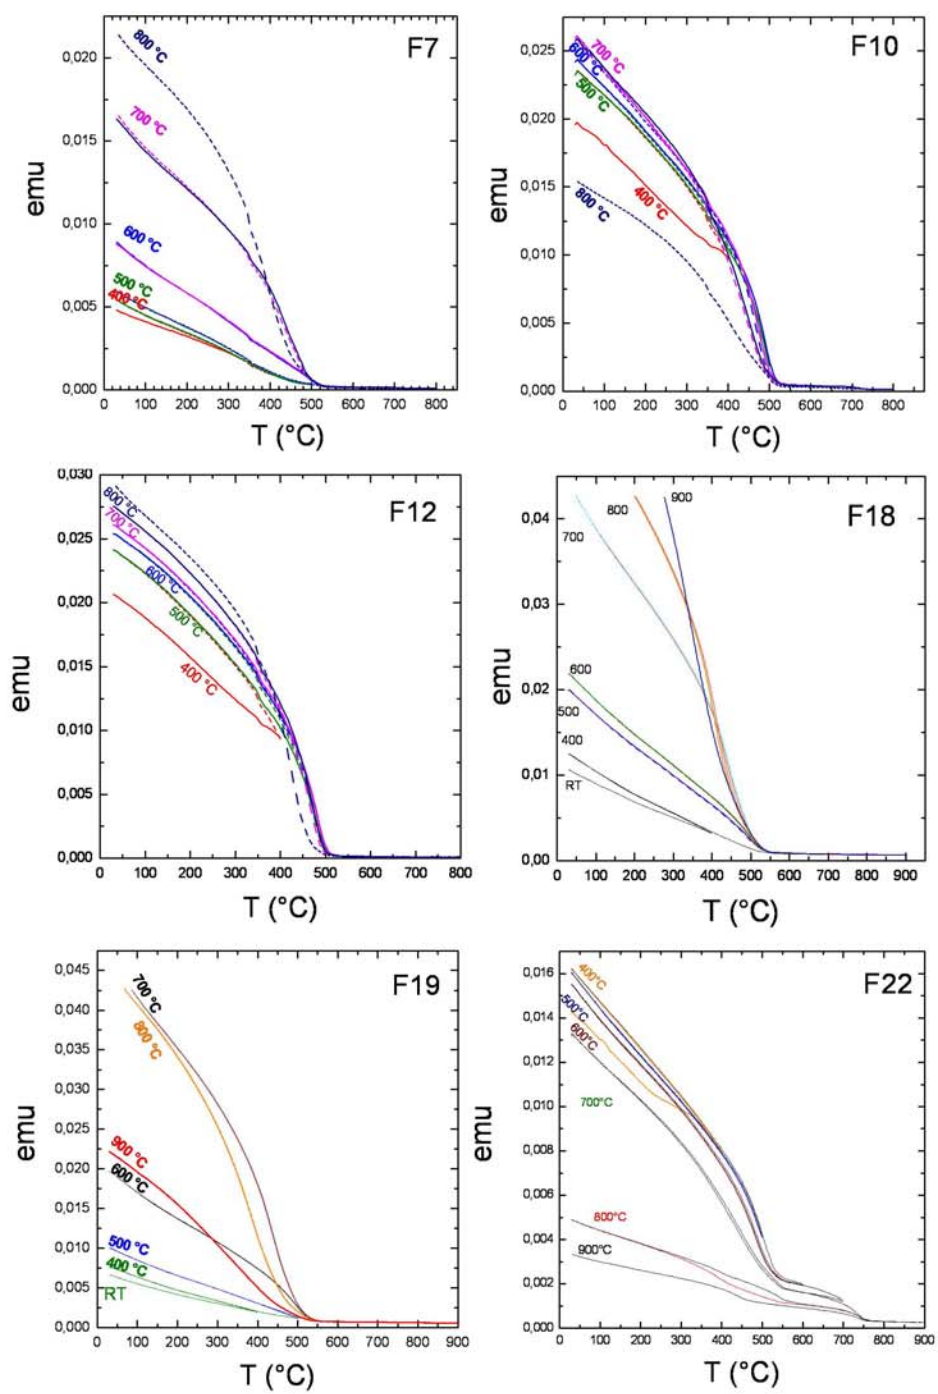 F7
0,020
0,015
0,010
0,005
0,000
emu
800 °C
700 °C
600 °C
500 °C
400 °C
0 100 200 300 400 500 600 700 800
T (°C)
F10
0,025
0,020
0,015
0,010
0,005
0,000
emu
700 °C
600 °C
500 °C
400 °C
800 °C
0 100 200 300 400 500 600 700 800
T (°C)
F12
0,030
0,025
0,020
0,015
0,010
0,005
0,000
emu
800 °C
700 °C
600 °C
500 °C
400 °C
0 100 200 300 400 500 600 700 800
T (°C)
F18
0,04
0,03
0,02
0,01
0,00
emu
900
800
700
600
500
400
RT
0 100 200 300 400 500 600 700 800 900
T (°C)
F19
0,045
0,040
0,035
0,030
0,025
0,020
0,015
0,010
0,005
0,000
emu
700 °C
800 °C
900 °C
600 °C
500 °C
400 °C
RT
0 100 200 300 400 500 600 700 800 900
T (°C)
F22
0,016
0,014
0,012
0,010
0,008
0,006
0,004
0,002
0,000
emu
400°C
500°C
600°C
700°C
800°C
900°C
0 100 200 300 400 500 600 700 800 900
T (°C)